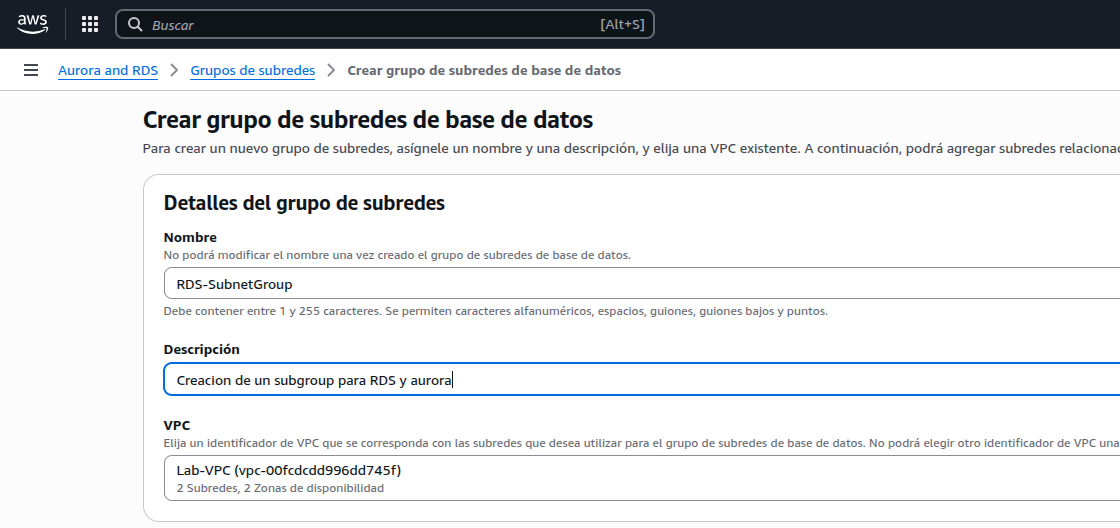 aws
Buscar [Alt+S]
Aurora and RDS > Grupos de subredes > Crear grupo de subredes de base de datos
Crear grupo de subredes de base de datos
Para crear un nuevo grupo de subredes, asígnele un nombre y una descripción, y elija una VPC existente. A continuación, podrá agregar subredes
Detalles del grupo de subredes
Nombre
No podrá modificar el nombre una vez creado el grupo de subredes de base de datos.
RDS-SubnetGroup
Debe contener entre 1 y 255 caracteres. Se permiten caracteres alfanuméricos, espacios, guiones, guiones bajos y puntos.
Descripción
Creacion de un subgroup para RDS y aurora
VPC
Elija un identificador de VPC que se corresponda con las subredes que desea utilizar para el grupo de subredes de base de datos. No podrá elegir otro identificador de VPC una
Lab-VPC (vpc-00fcdcdd996dd745f)
2 Subredes, 2 Zonas de disponibilidad